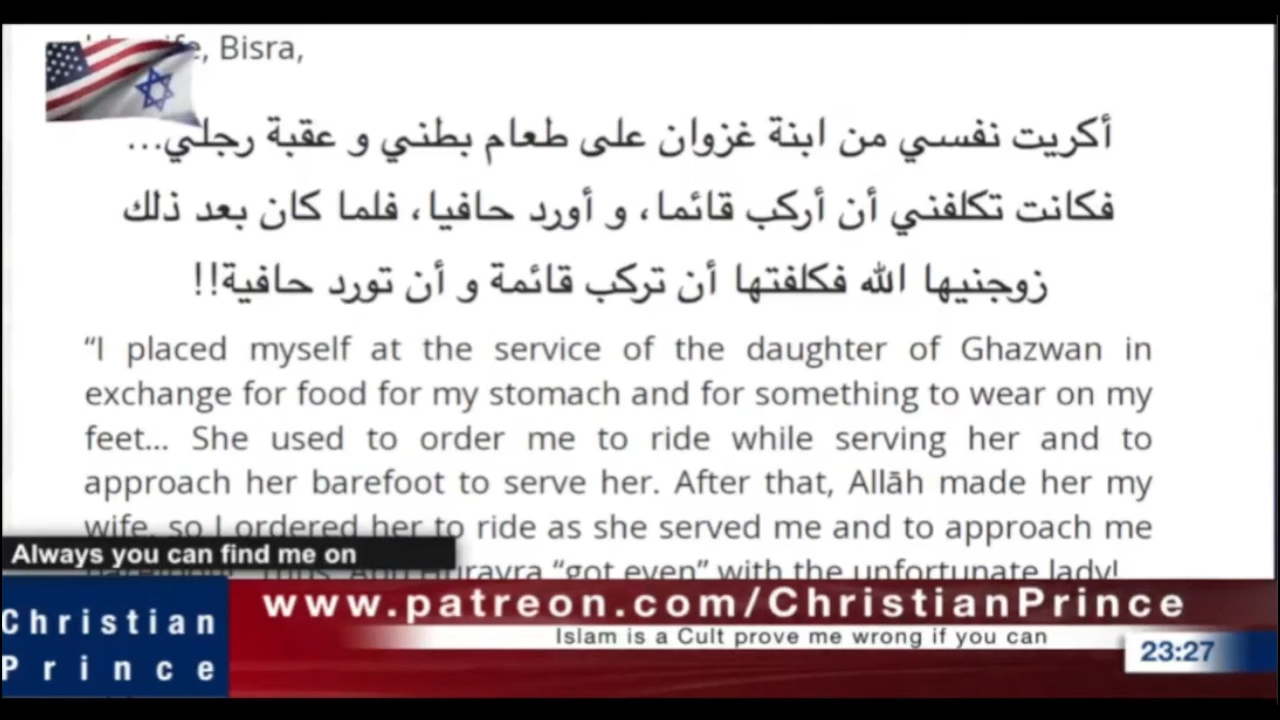 Bisra,
أكريت نفسي من ابنة غزوان على طعام بطني و عقبة رجلي...
فكانت تكلفني أن أركب قائما، و أورد حافيا، فلما كان بعد ذلك
زوجنيها الله فكلفتها أن تركب قائمة و أن تورد حافية!!
“I placed myself at the service of the daughter of Ghazwan in
exchange for food for my stomach and for something to wear on my
feet... She used to order me to ride while serving her and to
approach her barefoot to serve her. After that, Allāh made her my
wife, so I ordered her to ride as she served me and to approach me
“got even” with the unfortunate lady!
Always you can find me on
www.patreon.com/ChristianPrince
Christian
Prince
Islam is a Cult prove me wrong if you can
23:27